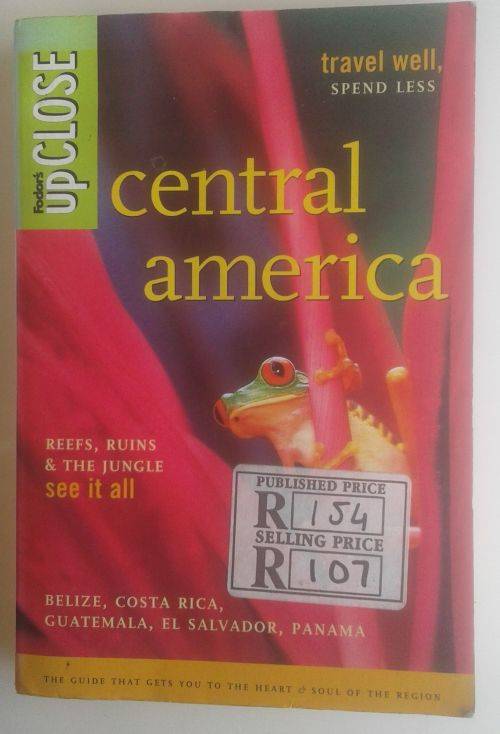 Fodor's
upCLOSE
travel well,
SPEND LESS
central
america
REEFS, RUINS
& THE JUNGLE
see it all
PUBLISHED PRICE
R 154
SELLING PRICE
R 107
BELIZE, COSTA RICA,
GUATEMALA, EL SALVADOR, PANAMA
THE GUIDE THAT GETS YOU TO THE HEART & SOUL OF THE REGION